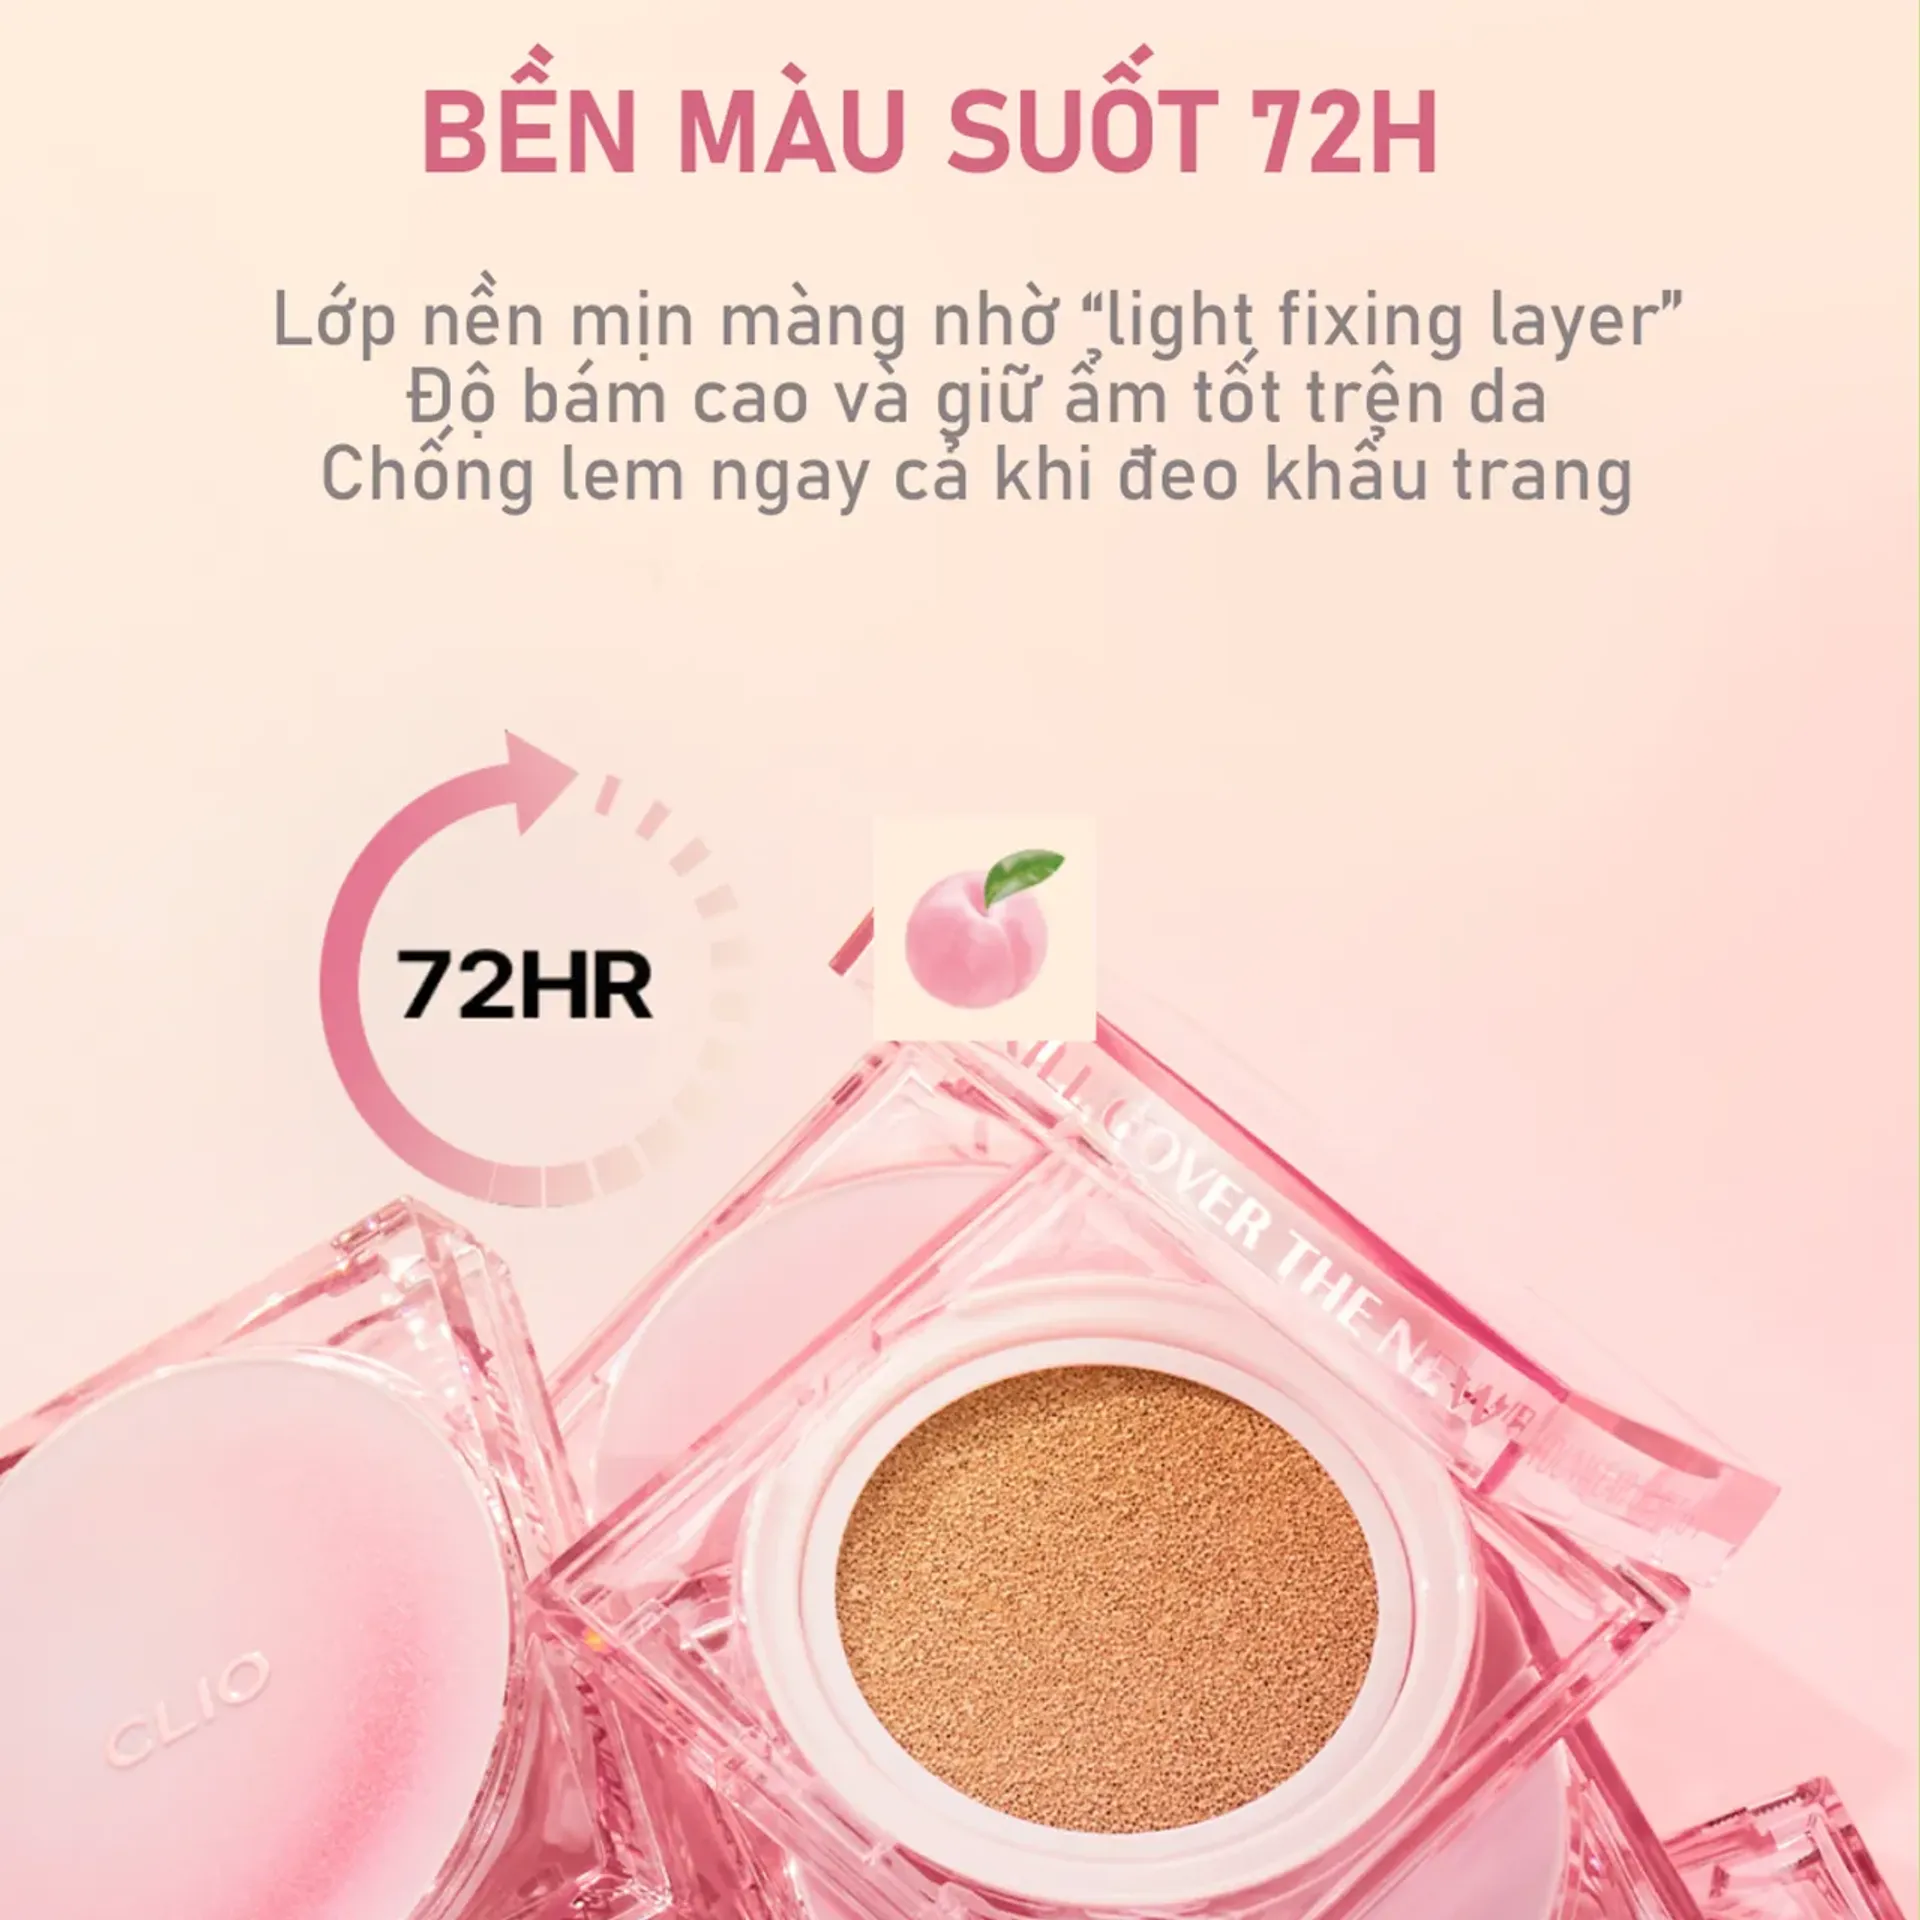 BỀN MÀU SUỐT 72H
Lớp nền mịn màng nhờ “light fixing layer”
Độ bám cao và giữ ẩm tốt trên da
Chống lem ngay cả khi đeo khẩu trang
72HR
COVER THE NEW
CLIO